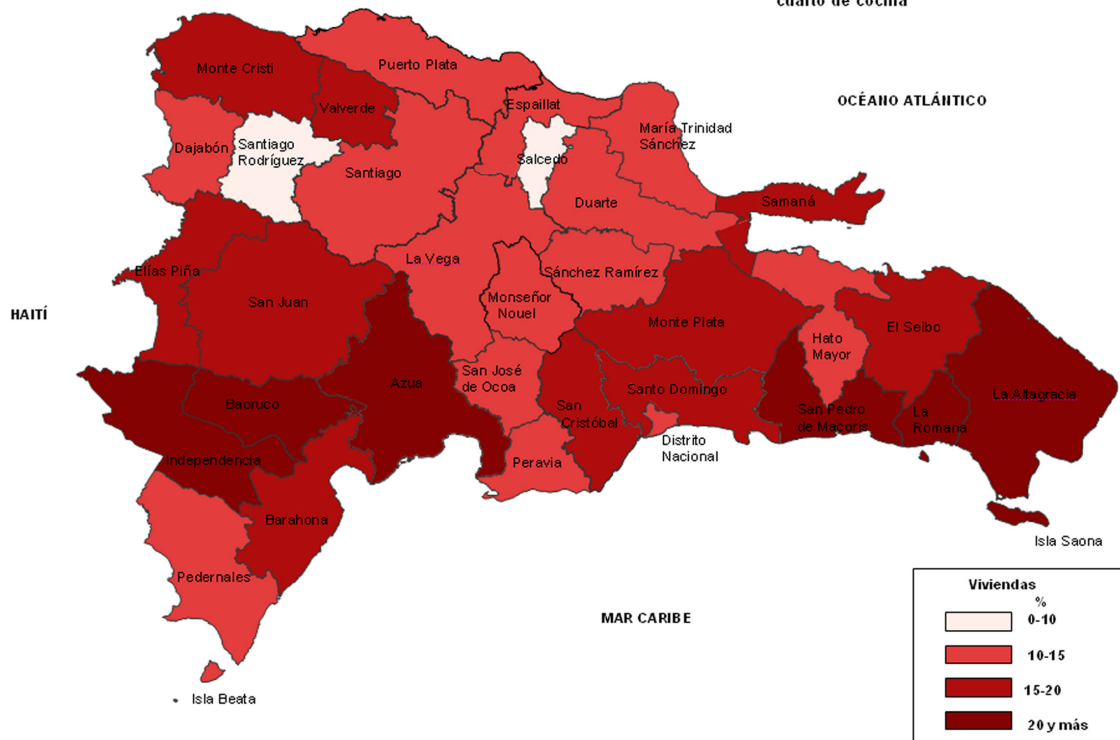 cuarto de cocina
Puerto Plata
Monte Cristi
OCÉANO ATLÁNTICO
Espaillat
Valverde
María Trinidad
Sánchez
Dajabón
Santiago
Rodríguez
Salcedo
Santiago
Samaná
Duarte
La Vega
Elías Piña
Sánchez Ramírez
San Juan
Monseñor
Nouel
HAITÍ
Monte Plata
El Seibo
Hato
Mayor
San José
de Ocoa
Azua
Santo Domingo
La Altagracia
Baoruco
San
Cristóbal
San Pedro
de Macorís
La
Romana
Distrito
Nacional
Independencia
Peravia
Barahona
Isla Saona
Pedernales
Viviendas
%
MAR CARIBE
0-10
10-15
15-20
20 y más
Isla Beata